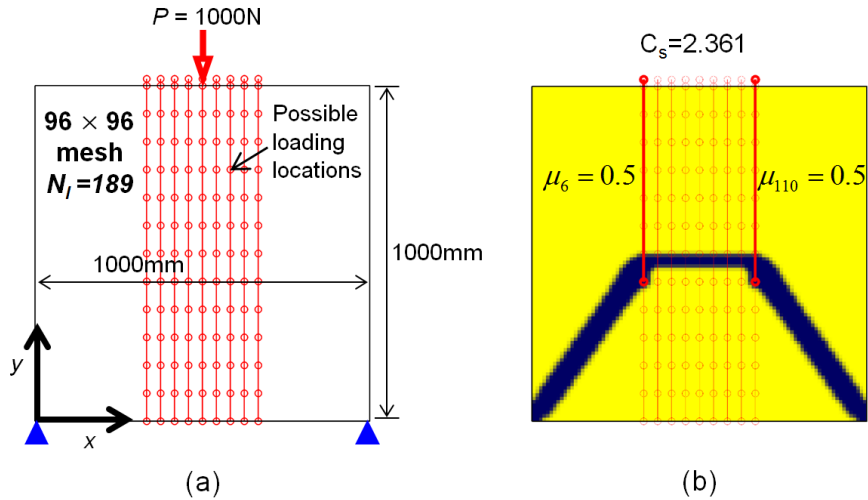 P = 1000N
96 × 96
mesh
N_l =189
Possible
loading
locations
1000mm
1000mm
y
x
(a)
C_s=2.361
μ_6 = 0.5
μ_110 = 0.5
(b)